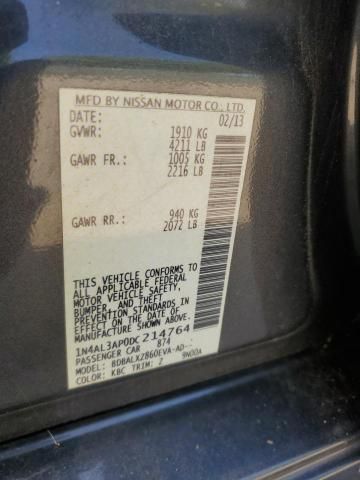 MFD BY NISSAN MOTOR CO., LTD.
DATE: 02/13
GVWR: 1910 KG
4211 LB
GAWR FR.: 1005 KG
2216 LB
GAWR RR.: 940 KG
2072 LB
THIS VEHICLE CONFORMS TO
ALL APPLICABLE FEDERAL
MOTOR VEHICLE SAFETY,
BUMPER, AND THEFT
PREVENTION STANDARDS IN
EFFECT ON THE DATE OF
MANUFACTURE SHOWN ABOVE.
1N4AL3AP0DC214764
PASSENGER CAR 874
MODEL: BDBALXZ860EVA-AD--
COLOR: KBC TRIM: Z 9N00A